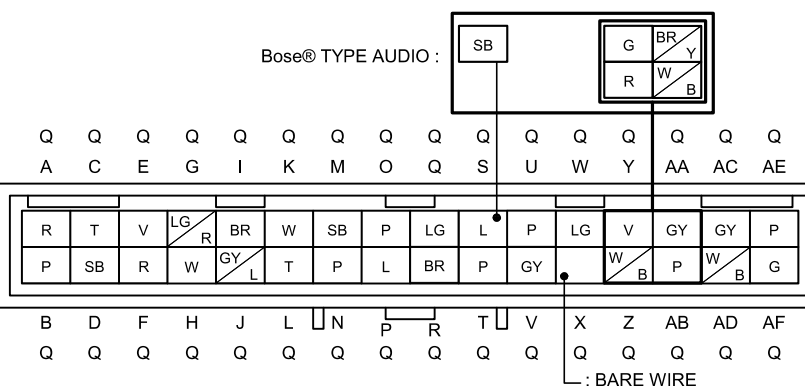 SB
G BR/Y
Bose® TYPE AUDIO :
R W/B
Q Q Q Q Q Q Q Q Q Q Q Q Q Q Q Q
A C E G I K M O Q S U W Y AA AC AE
R T V LG/R BR W SB P LG L P LG V GY GY P
P SB R W GY/L T P L BR P GY W/B P W/B G
B D F H J L N P R T V X Z AB AD AF
Q Q Q Q Q Q Q Q Q Q Q Q Q Q Q Q
: BARE WIRE